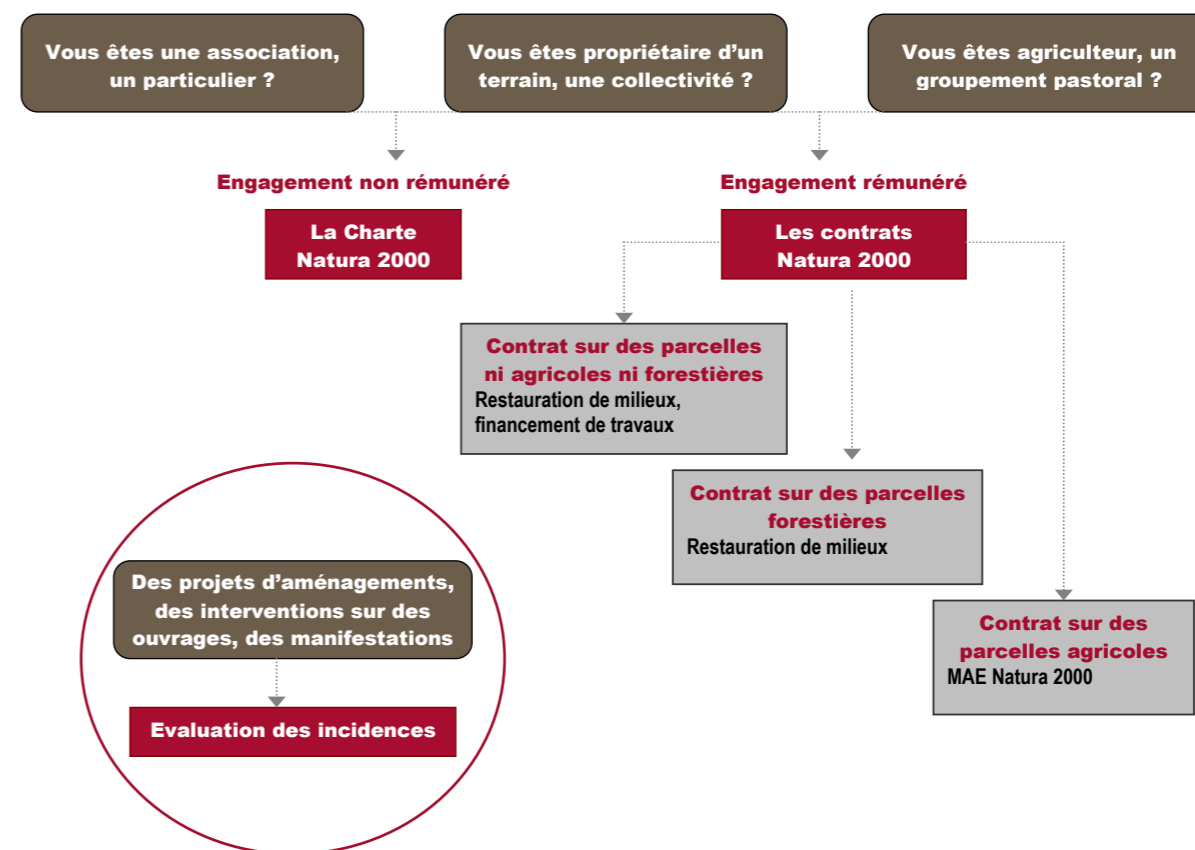 Vous êtes une association,
un particulier ?
Vous êtes propriétaire d’un
terrain, une collectivité ?
Vous êtes agriculteur, un
groupement pastoral ?
Engagement non rémunéré
La Charte
Natura 2000
Engagement rémunéré
Les contrats
Natura 2000
Contrat sur des parcelles
ni agricoles ni forestières
Restauration de milieux,
financement de travaux
Contrat sur des parcelles
forestières
Restauration de milieux
Contrat sur des
parcelles agricoles
MAE Natura 2000
Des projets d’aménagements,
des interventions sur des
ouvrages, des manifestations
Evaluation des incidences